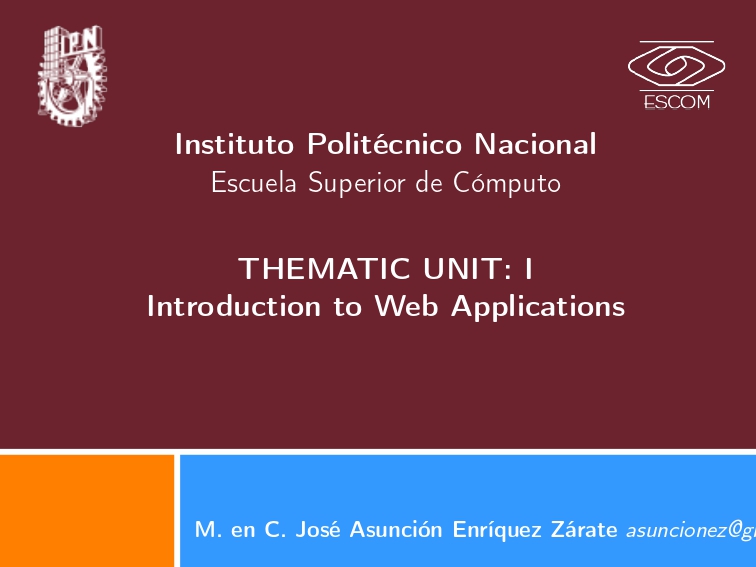 IPN
ESCOM
Instituto Politécnico Nacional
Escuela Superior de Cómputo
THEMATIC UNIT: I
Introduction to Web Applications
M. en C. José Asunción Enríquez Zárate